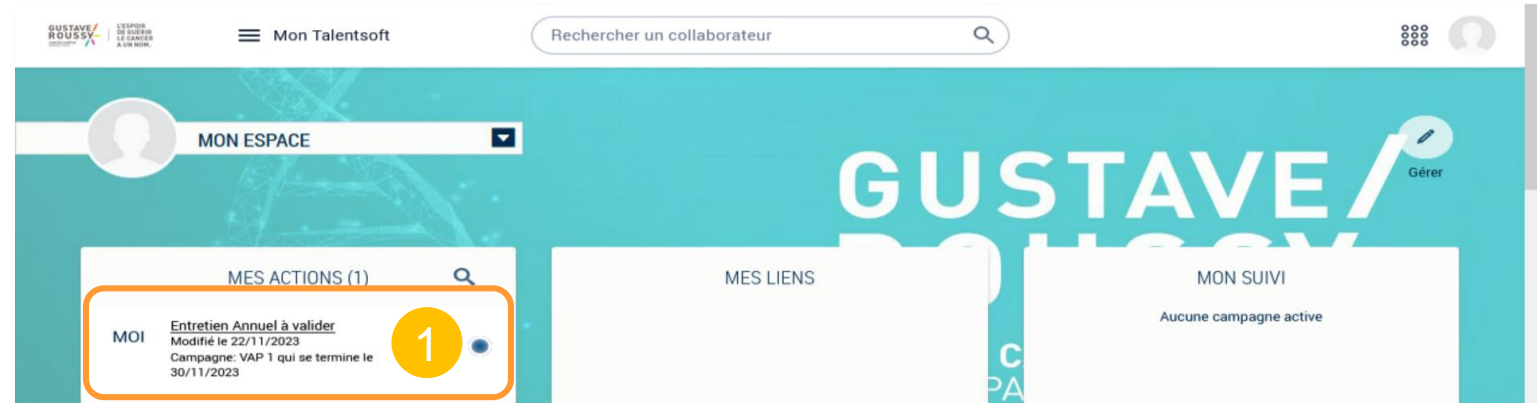 GUSTAVE/
ROUSSY
L'ESPOIR
DE GUÉRIR
LE CANCER
A UN NOM.
Mon Talentsoft
Rechercher un collaborateur
MON ESPACE
Gérer
GUSTAVE/
ROUSSY
MES ACTIONS (1)
MOI
Entretien Annuel à valider
Modifié le 22/11/2023
Campagne: VAP 1 qui se termine le
30/11/2023
1
MES LIENS
C
PA
MON SUIVI
Aucune campagne active